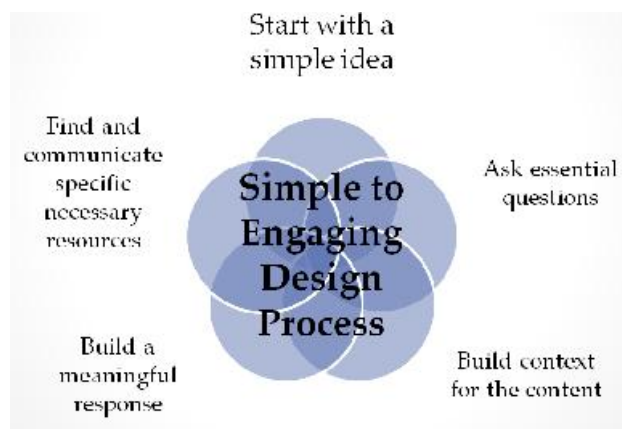 Start with a
simple idea
Find and
communicate
specific
necessary
resources
Ask essential
questions
Simple to
Engaging
Design
Process
Build a
meaningful
response
Build context
for the content